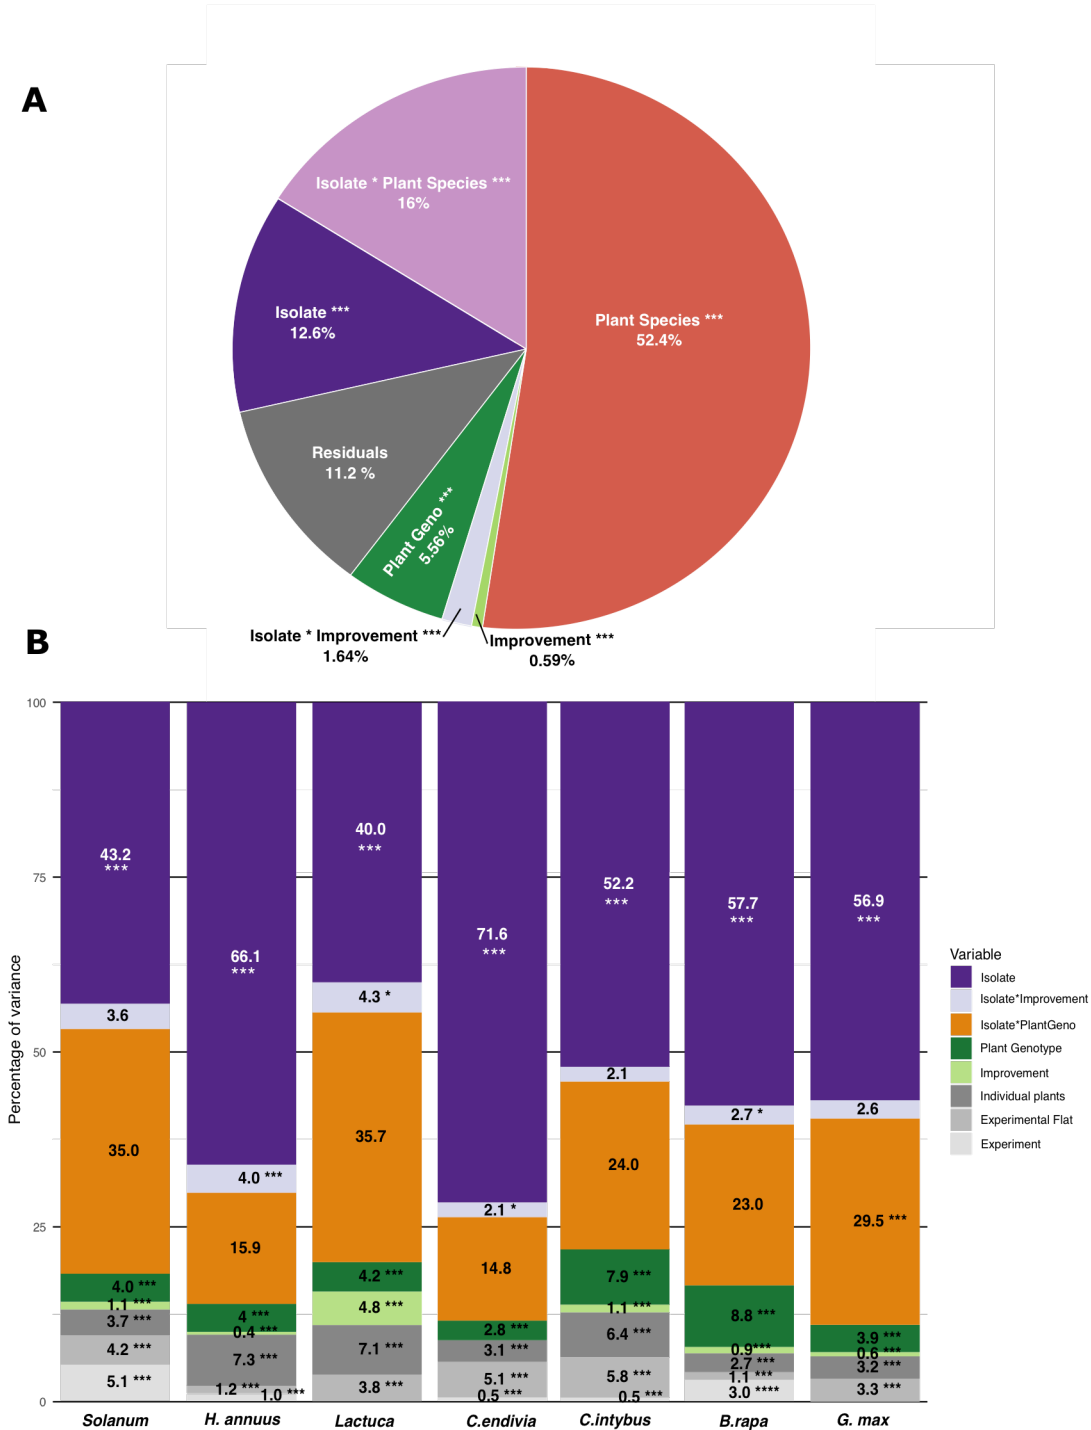 A
Isolate * Plant Species ***
16%
Isolate ***
12.6%
Plant Species ***
52.4%
Residuals
11.2 %
Plant Geno ***
5.56%
Isolate * Improvement ***
1.64%
Improvement ***
0.59%
B
Percentage of variance
100
75
50
25
0
43.2
***
3.6
35.0
4.0 ***
1.1 ***
3.7 ***
4.2 ***
5.1 ***
66.1
***
4.0 ***
15.9
4 ***
0.4 ***
7.3 ***
1.2 ***
1.0 ***
40.0
***
4.3 *
35.7
4.2 ***
4.8 ***
7.1 ***
3.8 ***
71.6
***
2.1 *
14.8
2.8 ***
3.1 ***
5.1 ***
0.5 ***
52.2
***
2.1
24.0
7.9 ***
1.1 ***
6.4 ***
5.8 ***
0.5 ***
57.7
***
2.7 *
23.0
8.8 ***
0.9***
2.7 ***
1.1 ***
3.0 ****
56.9
***
2.6
29.5 ***
3.9 ***
0.6 ***
3.2 ***
3.3 ***
Solanum
H. annuus
Lactuca
C.endivia
C.intybus
B.rapa
G. max
Variable
Isolate
Isolate*Improvement
Isolate*PlantGeno
Plant Genotype
Improvement
Individual plants
Experimental Flat
Experiment